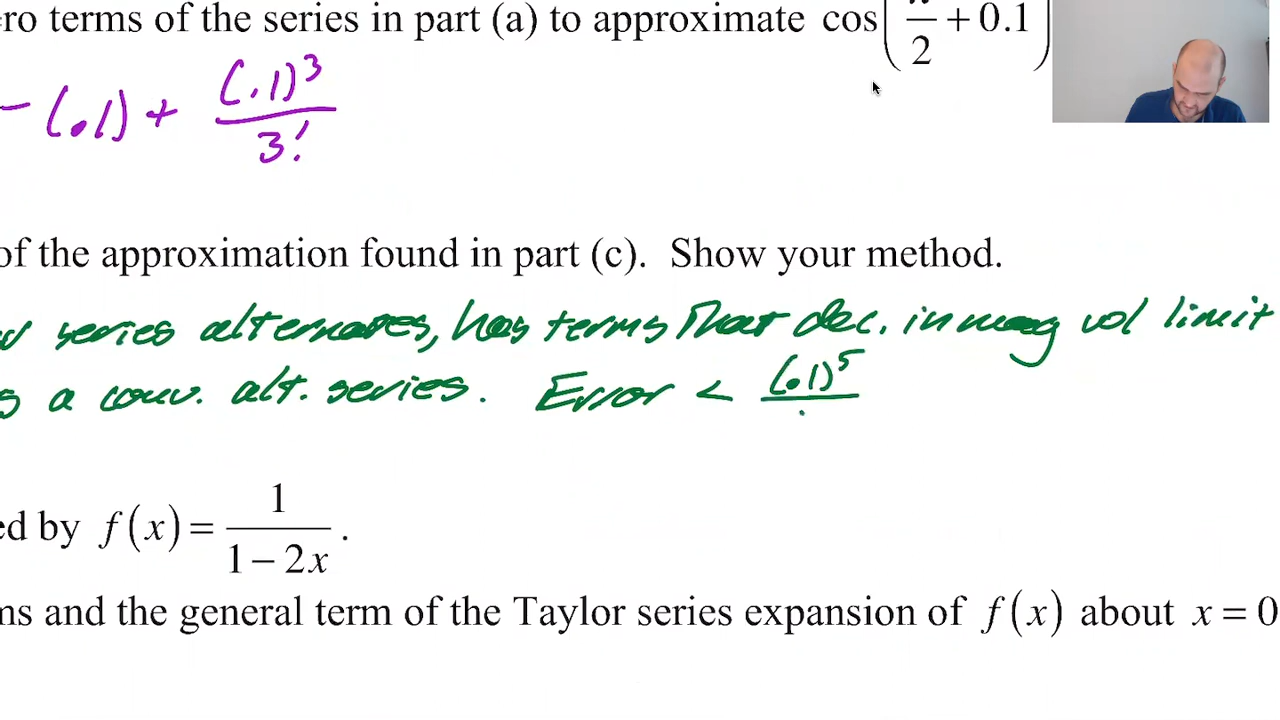 ro terms of the series in part (a) to approximate cos(π/2 + 0.1)
- (.1) + (.1)^3/3!
of the approximation found in part (c). Show your method.
series alternates, has terms that dec. in mag w/ limit
a conv. alt. series. Error < (.1)^5
ed by f(x) = 1/(1 - 2x).
ms and the general term of the Taylor series expansion of f(x) about x = 0